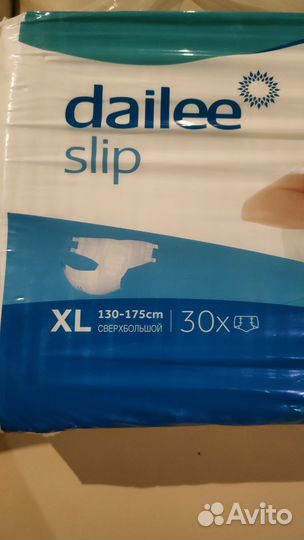 dailee
slip
XL 130-175cm
СВЕРХБОЛЬШОЙ
30x
Avito